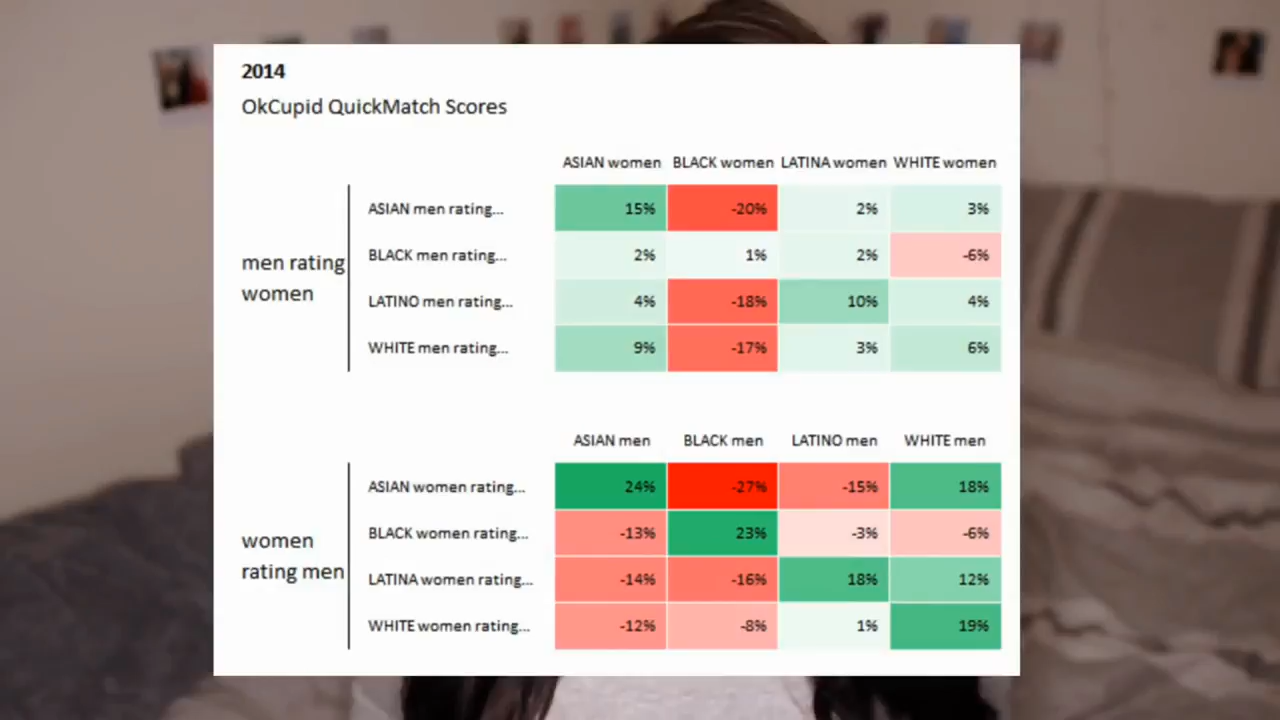 2014
OkCupid QuickMatch Scores
ASIAN women BLACK women LATINA women WHITE women
men rating women
ASIAN men rating... 15% -20% 2% 3%
BLACK men rating... 2% 1% 2% -6%
LATINO men rating... 4% -18% 10% 4%
WHITE men rating... 9% -17% 3% 6%
ASIAN men BLACK men LATINO men WHITE men
women rating men
ASIAN women rating... 24% -27% -15% 18%
BLACK women rating... -13% 23% -3% -6%
LATINA women rating... -14% -16% 18% 12%
WHITE women rating... -12% -8% 1% 19%